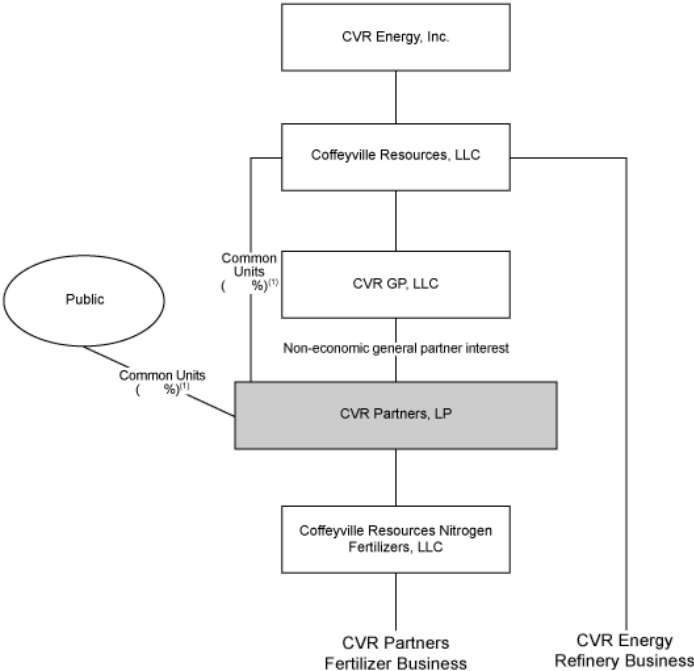 CVR Energy, Inc.
Coffeyville Resources, LLC
Common
Units
(      %)(1)
CVR GP, LLC
Public
Non-economic general partner interest
Common Units
(      %)(1)
CVR Partners, LP
Coffeyville Resources Nitrogen
Fertilizers, LLC
CVR Partners
Fertilizer Business
CVR Energy
Refinery Business